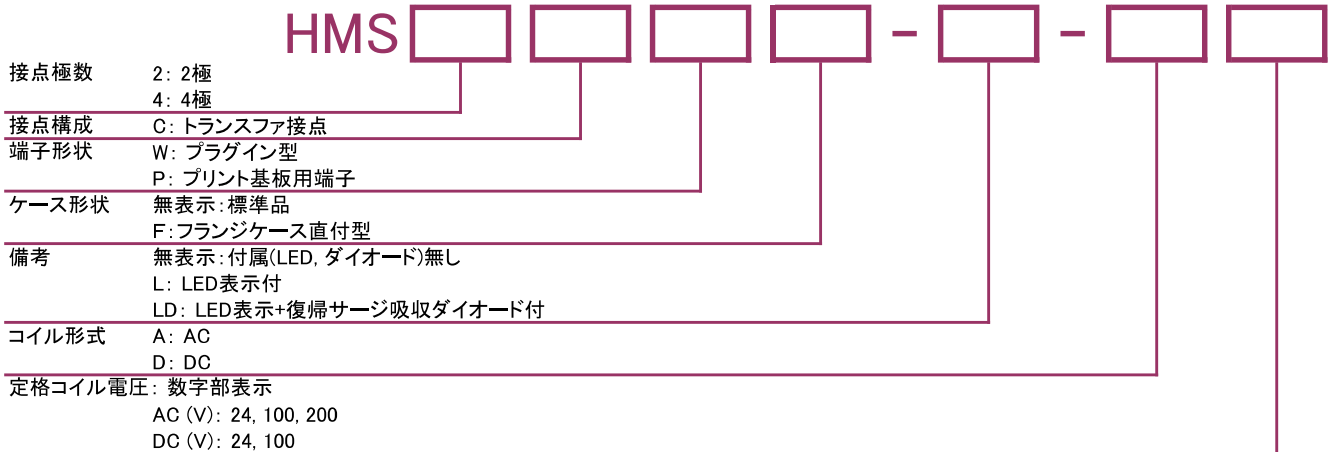 HMS - -
接点極数 2: 2極
4: 4極
接点構成 C: トランスファ接点
端子形状 W: プラグイン型
P: プリント基板用端子
ケース形状 無表示:標準品
F:フランジケース直付型
備考 無表示:付属(LED, ダイオード)無し
L: LED表示付
LD: LED表示+復帰サージ吸収ダイオード付
コイル形式 A: AC
D: DC
定格コイル電圧: 数字部表示
AC (V): 24, 100, 200
DC (V): 24, 100